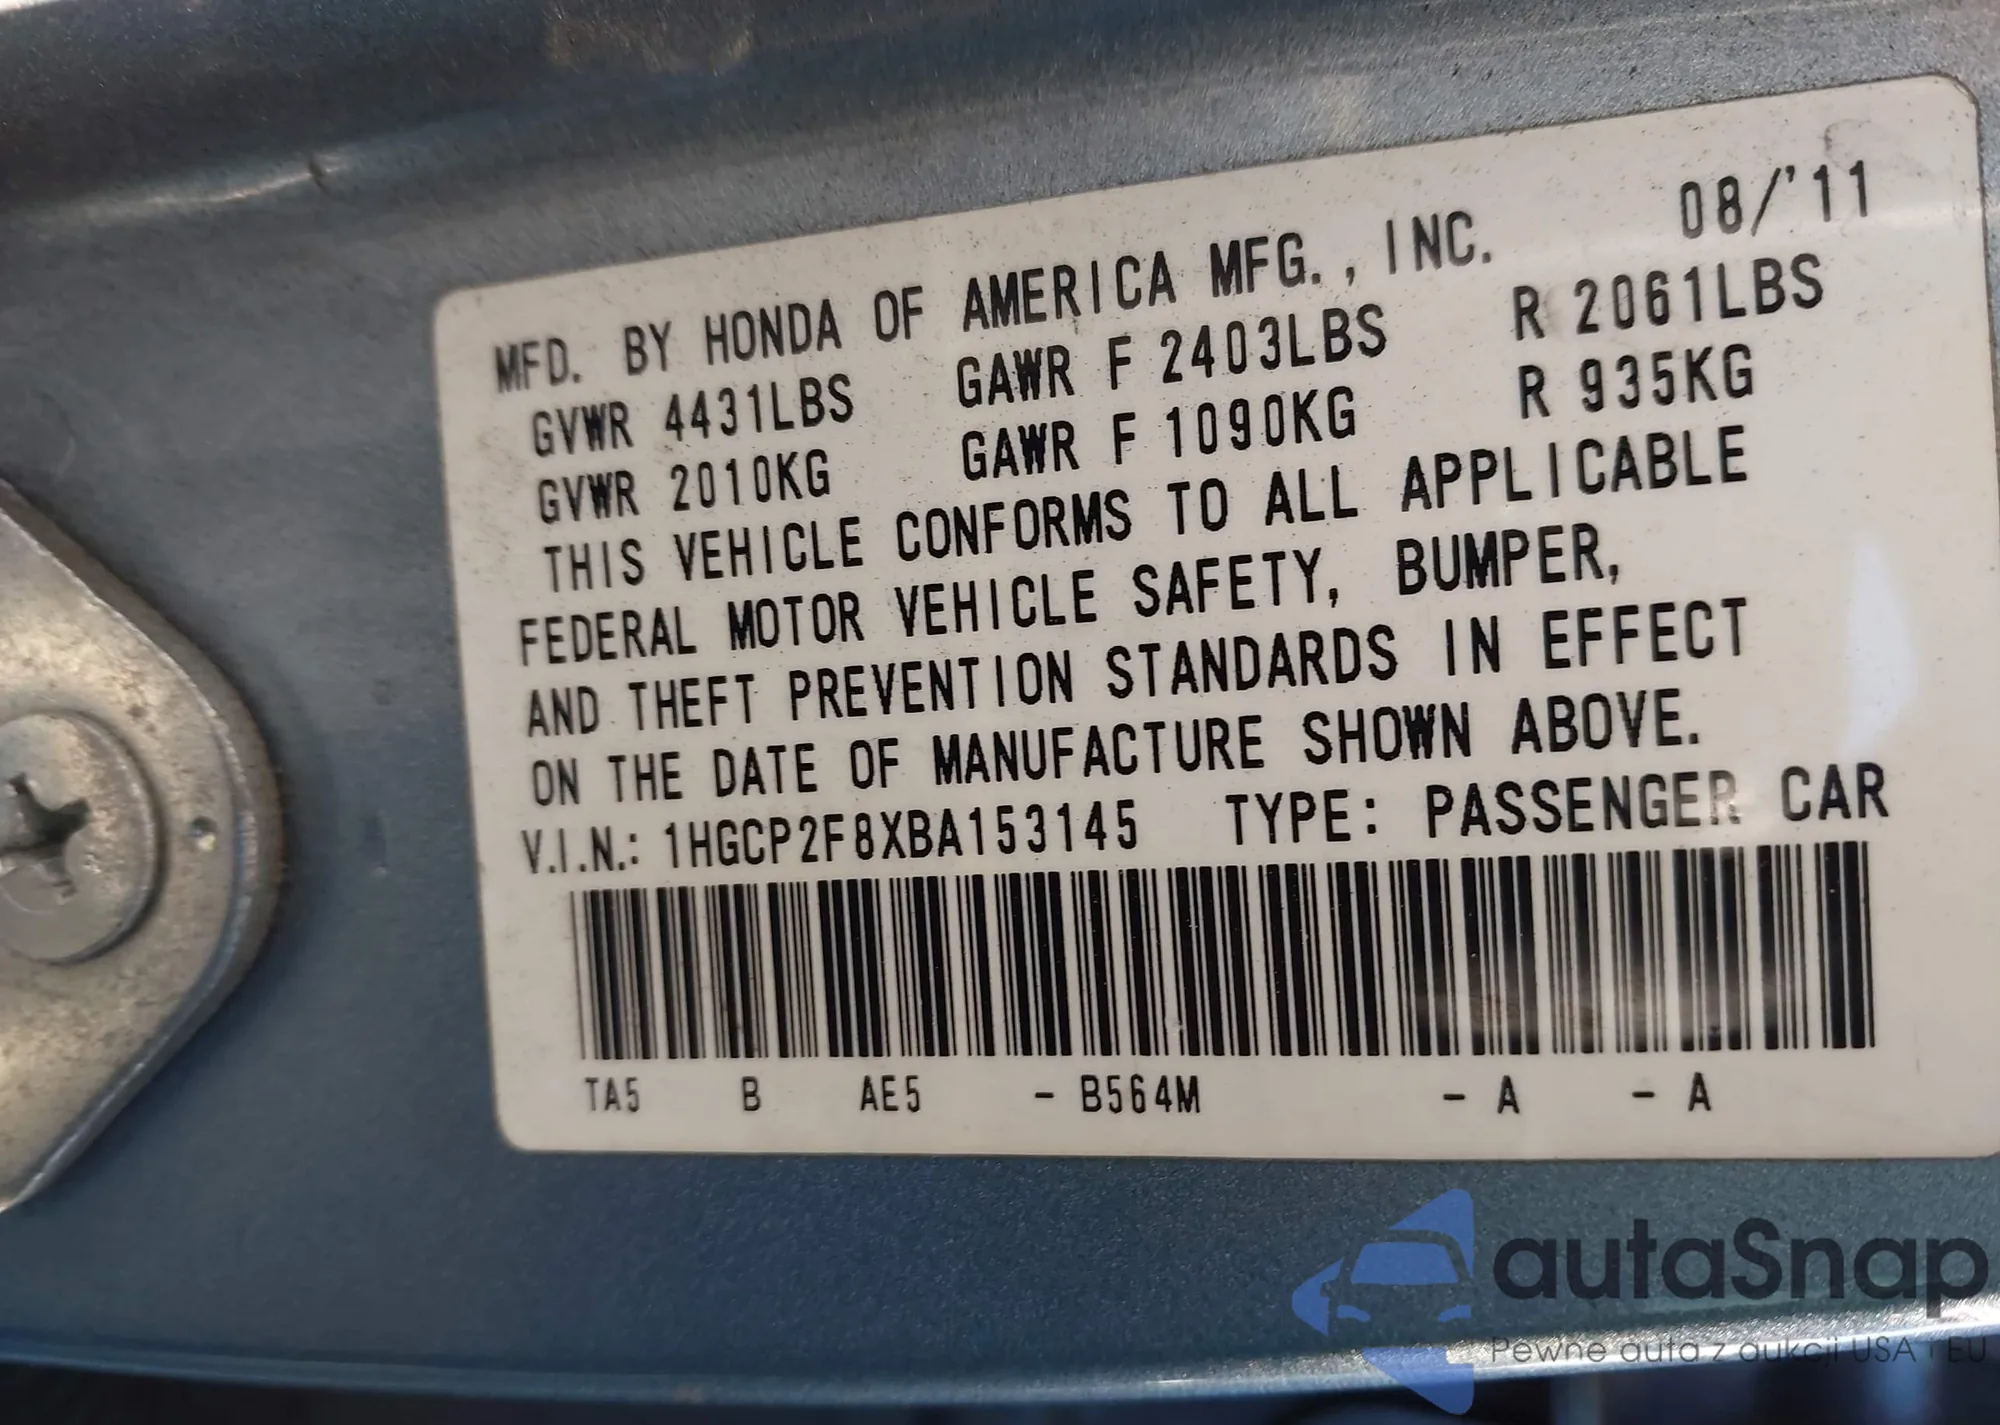 08/'11
MFD. BY HONDA OF AMERICA MFG., INC.
GVWR 4431LBS GAWR F 2403LBS R 2061LBS
GVWR 2010KG GAWR F 1090KG R 935KG
THIS VEHICLE CONFORMS TO ALL APPLICABLE
FEDERAL MOTOR VEHICLE SAFETY, BUMPER,
AND THEFT PREVENTION STANDARDS IN EFFECT
ON THE DATE OF MANUFACTURE SHOWN ABOVE.
V.I.N.: 1HGCP2F8XBA153145 TYPE: PASSENGER CAR
TA5 B AE5 - B564M - A - A
autaSnap
Pewne auta z aukcji USA i EU